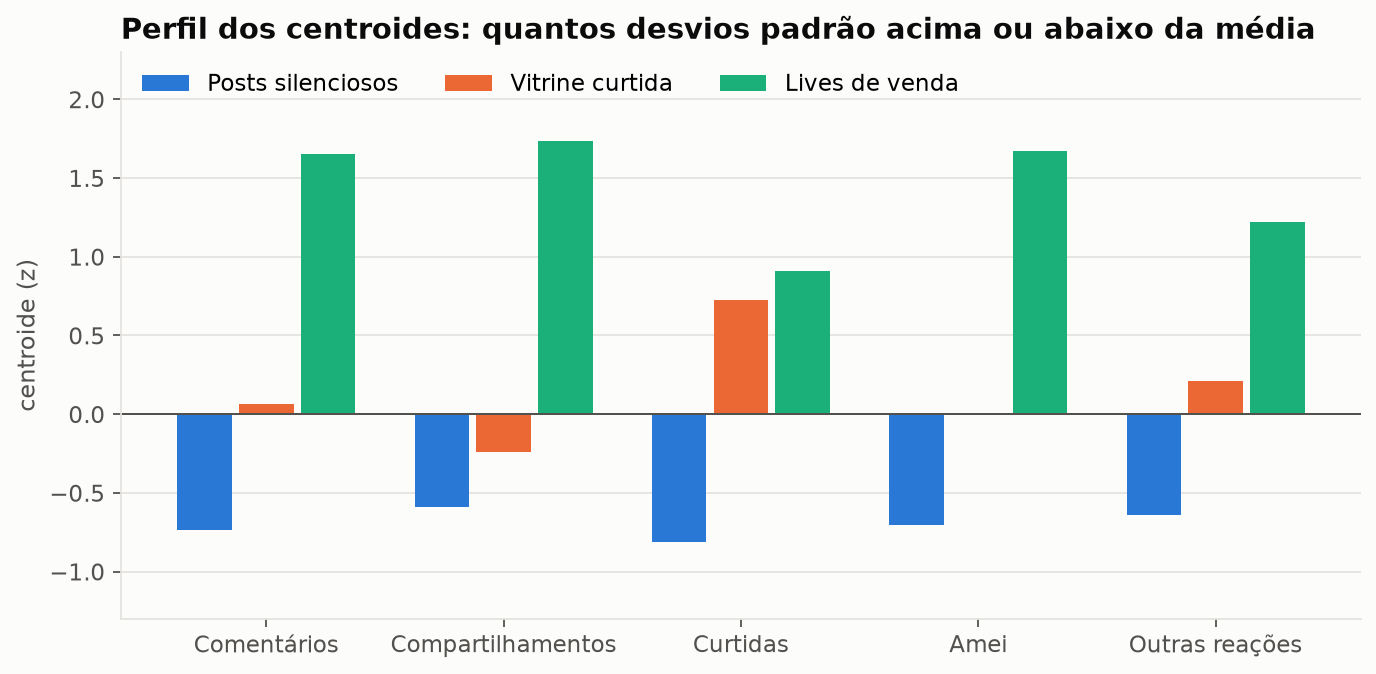 Perfil dos centroides: quantos desvios padrão acima ou abaixo da média
Posts silenciosos Vitrine curtida Lives de venda
centroide (z)
2.0
1.5
1.0
0.5
0.0
−0.5
−1.0
Comentários Compartilhamentos Curtidas Amei Outras reações